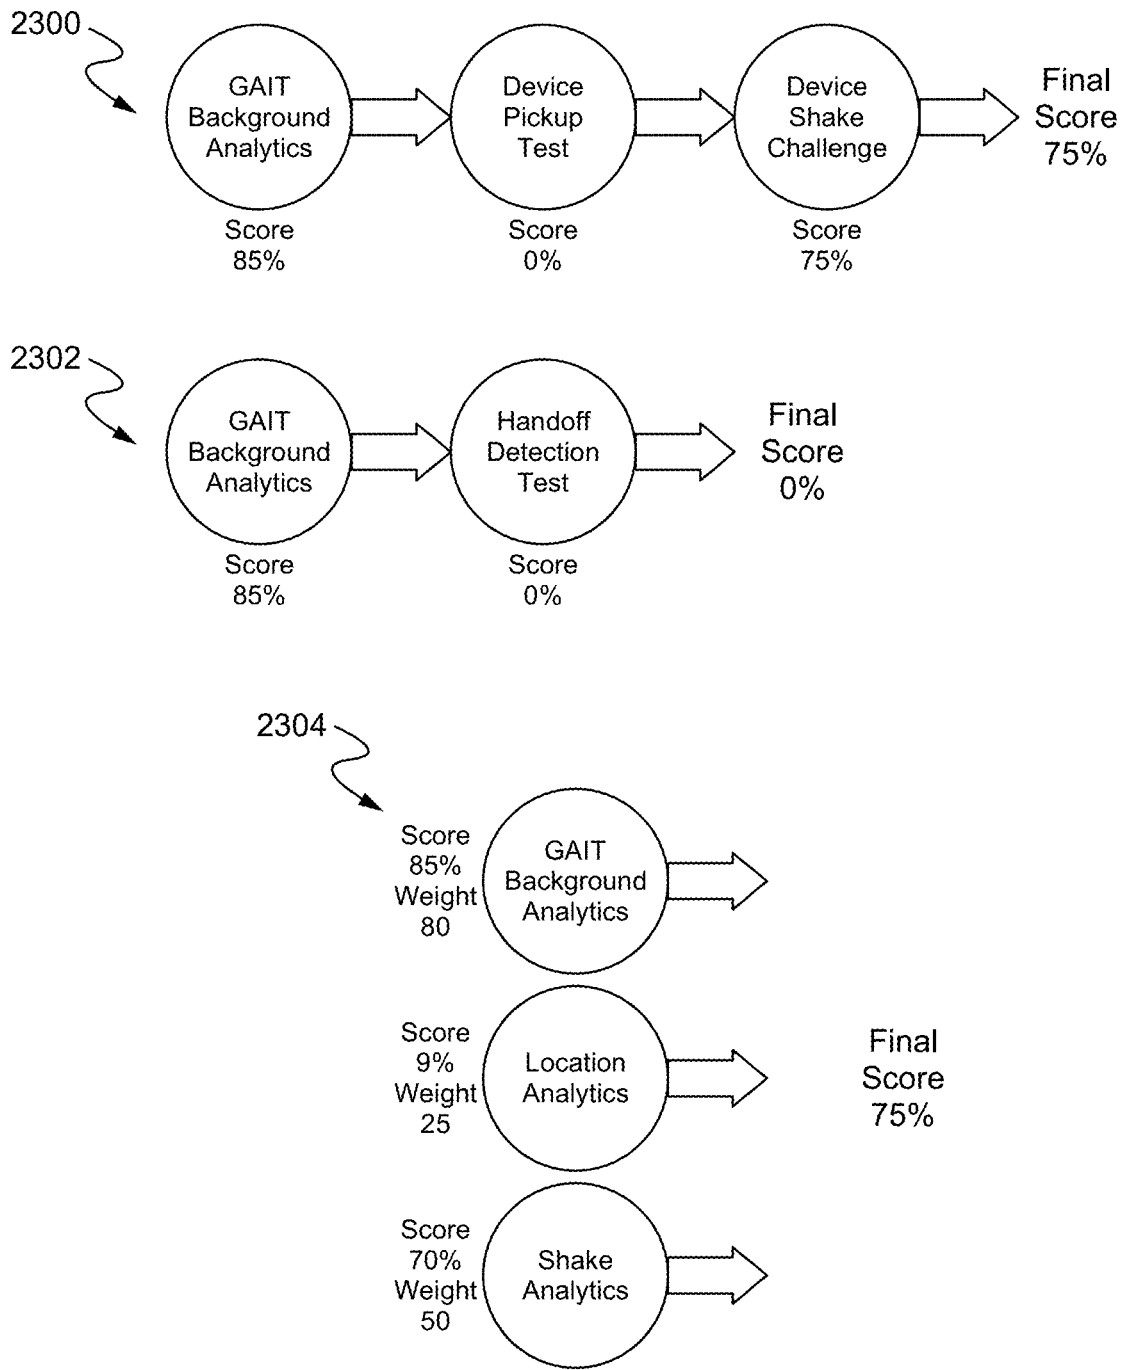 2300
GAIT
Background
Analytics
Score
85%
Device
Pickup
Test
Score
0%
Device
Shake
Challenge
Score
75%
Final
Score
75%
2302
GAIT
Background
Analytics
Score
85%
Handoff
Detection
Test
Score
0%
Final
Score
0%
2304
Score
85%
Weight
80
GAIT
Background
Analytics
Score
9%
Weight
25
Location
Analytics
Final
Score
75%
Score
70%
Weight
50
Shake
Analytics